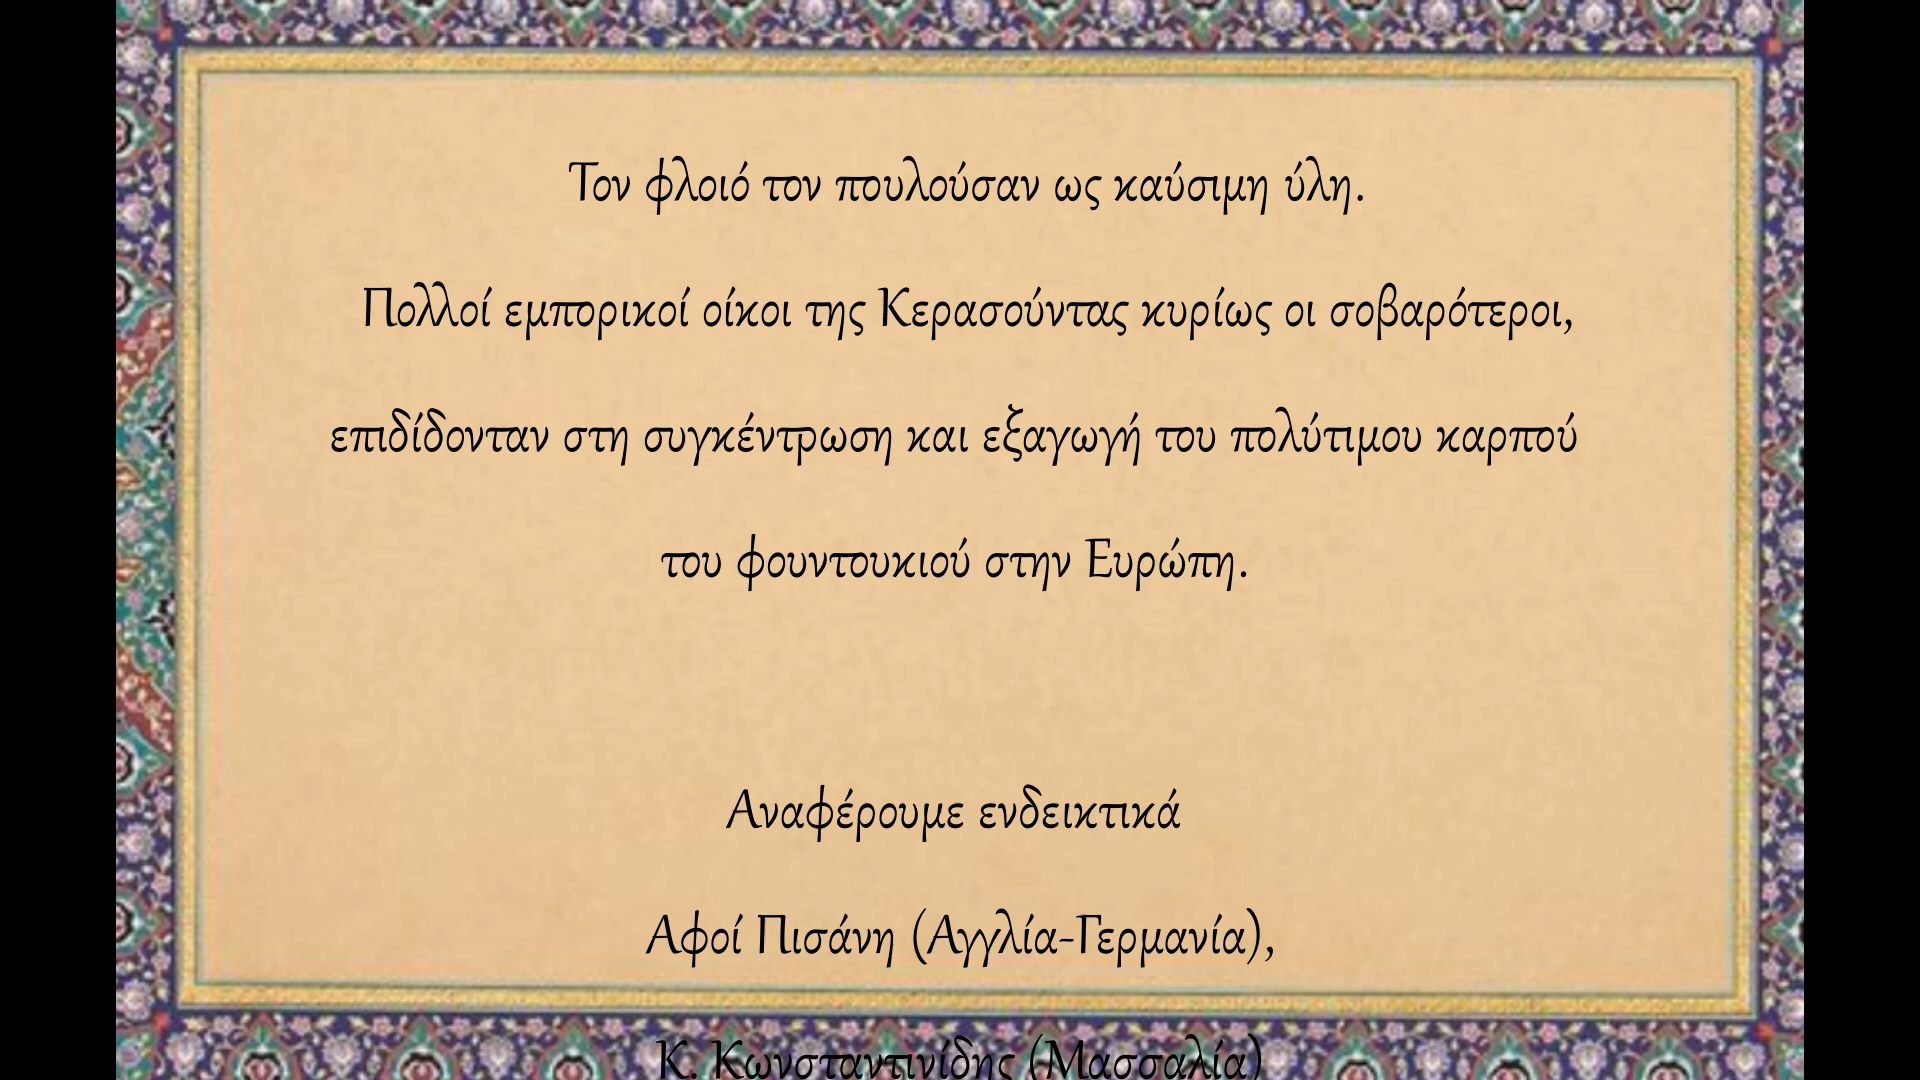 Τον φλοιό τον πουλούσαν ως καύσιμη ύλη.
Πολλοί εμπορικοί οίκοι της Κερασούντας κυρίως οι σοβαρότεροι,
επιδίδονταν στη συγκέντρωση και εξαγωγή του πολύτιμου καρπού
του φουντουκιού στην Ευρώπη.
Αναφέρουμε ενδεικτικά
Αφοί Πισάνη (Αγγλία-Γερμανία),
Κ. Κωνσταντινίδης (Μασσαλία)